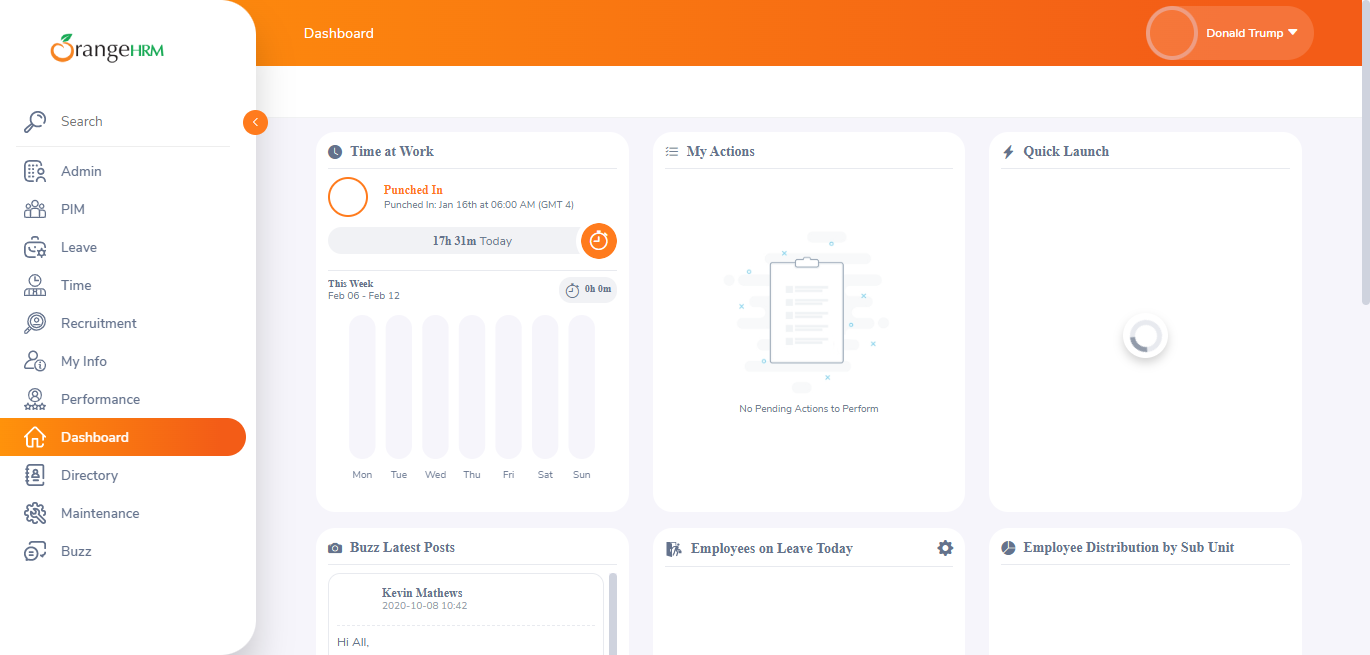 OrangeHRM
Dashboard
Donald Trump
Search
Admin
PIM
Leave
Time
Recruitment
My Info
Performance
Dashboard
Directory
Maintenance
Buzz
Time at Work
Punched In
Punched In: Jan 16th at 06:00 AM (GMT 4)
17h 31m Today
This Week
Feb 06 - Feb 12
0h 0m
Mon Tue Wed Thu Fri Sat Sun
My Actions
No Pending Actions to Perform
Quick Launch
Buzz Latest Posts
Kevin Mathews
2020-10-08 10:42
Hi All,
Employees on Leave Today
Employee Distribution by Sub Unit